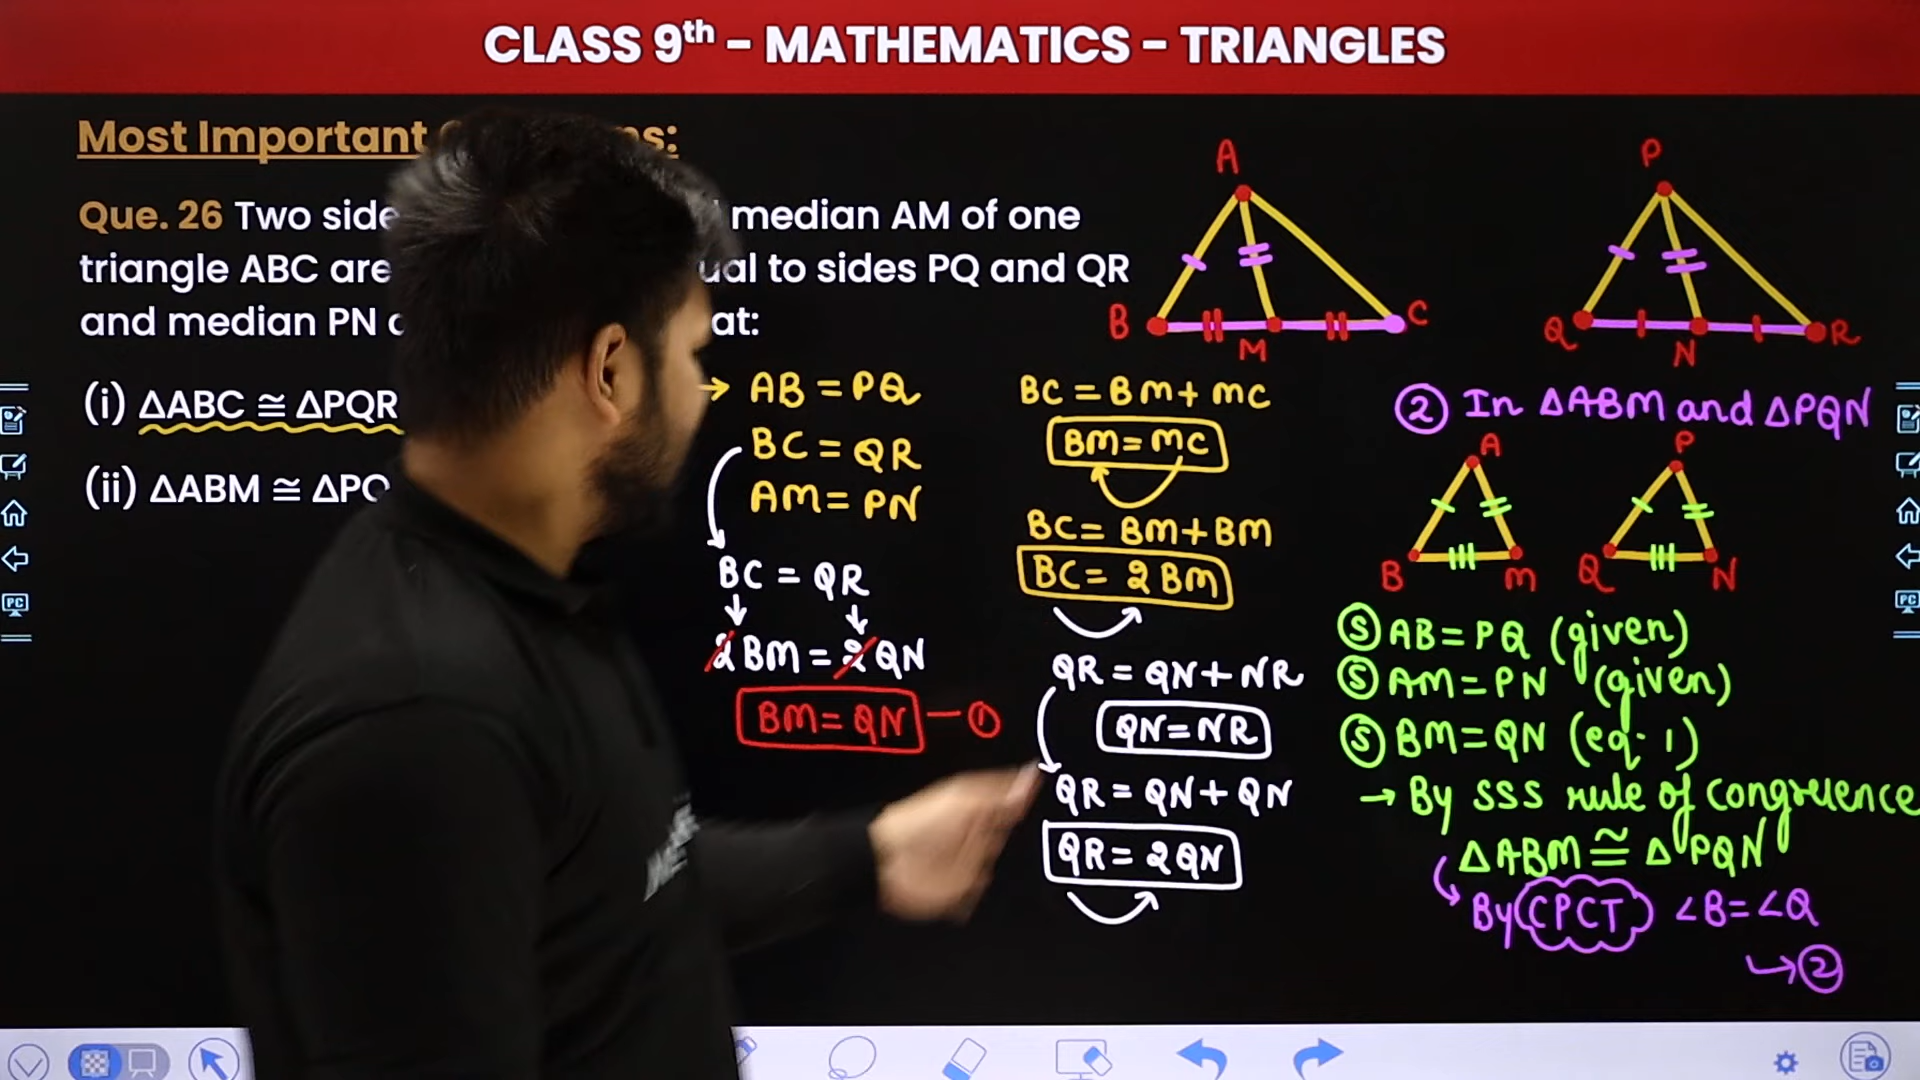 CLASS 9th - MATHEMATICS - TRIANGLES
Most Important
Que. 26 Two side median AM of one
triangle ABC are to sides PQ and QR
and median PN at:
(i) ΔABC ≅ ΔPQR
(ii) ΔABM ≅ ΔPQ
AB = PQ
BC = QR
AM = PN
BC = QR
2BM = 2QN
BM = QN — ①
BC = BM + MC
BM = MC
BC = BM + BM
BC = 2BM
QR = QN + NR
QN = NR
QR = QN + QN
QR = 2QN
A
B M C
P
Q N R
② In ΔABM and ΔPQN
A
B M
P
Q N
Ⓢ AB = PQ (given)
Ⓢ AM = PN (given)
Ⓢ BM = QN (eq. 1)
→ By SSS rule of congruence
ΔABM ≅ ΔPQN
By CPCT ∠B = ∠Q
→ ②
PC
PC